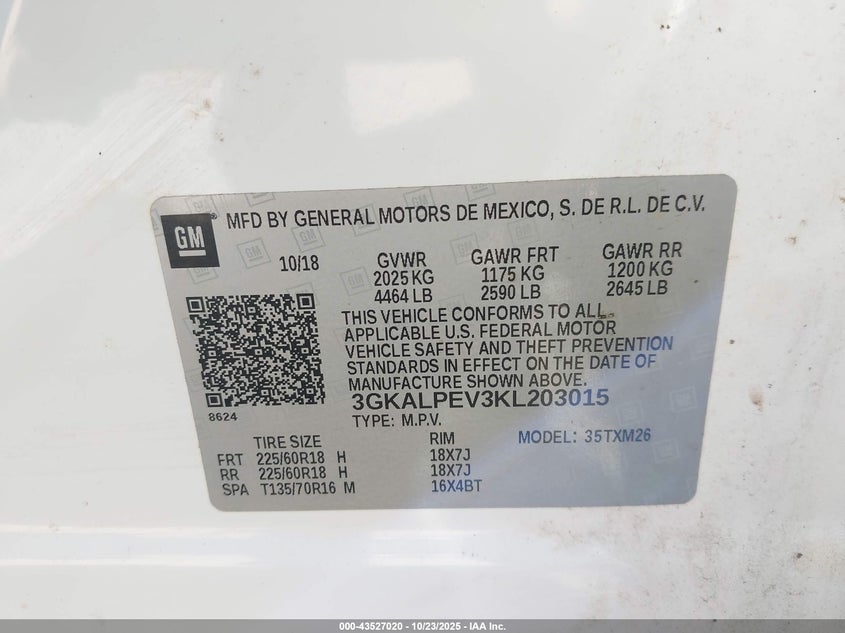 GM
MFD BY GENERAL MOTORS DE MEXICO, S. DE R.L. DE C.V.
10/18 GVWR GAWR FRT GAWR RR
2025 KG 1175 KG 1200 KG
4464 LB 2590 LB 2645 LB
THIS VEHICLE CONFORMS TO ALL
APPLICABLE U.S. FEDERAL MOTOR
VEHICLE SAFETY AND THEFT PREVENTION
STANDARDS IN EFFECT ON THE DATE OF
MANUFACTURE SHOWN ABOVE.
3GKALPEV3KL203015
8624
TYPE: M.P.V.
TIRE SIZE RIM MODEL: 35TXM26
FRT 225/60R18 H 18X7J
RR 225/60R18 H 18X7J
SPA T135/70R16 M 16X4BT
000-43527020 - 10/23/2025 - IAA Inc.